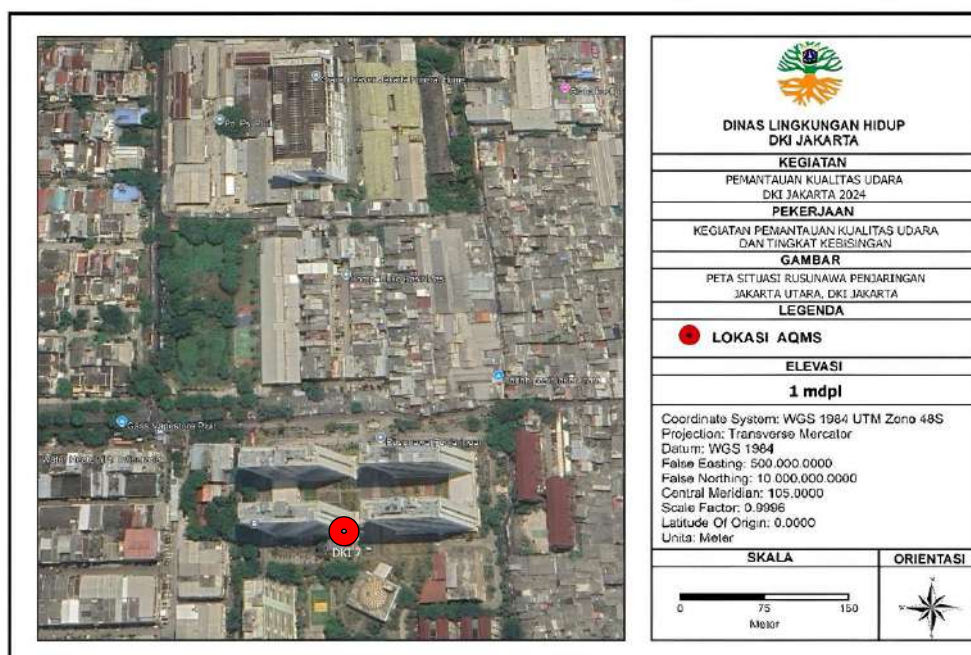 DKI
DINAS LINGKUNGAN HIDUP
DKI JAKARTA
KEGIATAN
PEMANTAUAN KUALITAS UDARA
DKI JAKARTA 2024
PEKERJAAN
KEGIATAN PEMANTAUAN KUALITAS UDARA
DAN TINGKAT KEBISINGAN
GAMBAR
PETA SITUASI RUSUNAWA PENJARINGAN
JAKARTA UTARA, DKI JAKARTA
LEGENDA
LOKASI AQMS
ELEVASI
1 mdpl
Coordinate System: WGS 1984 UTM Zone 48S
Projection: Transverse Mercator
Datum: WGS 1984
False Easting: 500.000.0000
False Northing: 10.000.000.0000
Central Meridian: 105.0000
Scale Factor: 0.9996
Latitude Of Origin: 0.0000
Units: Meter
SKALA
ORIENTASI
0 75 150
Meter